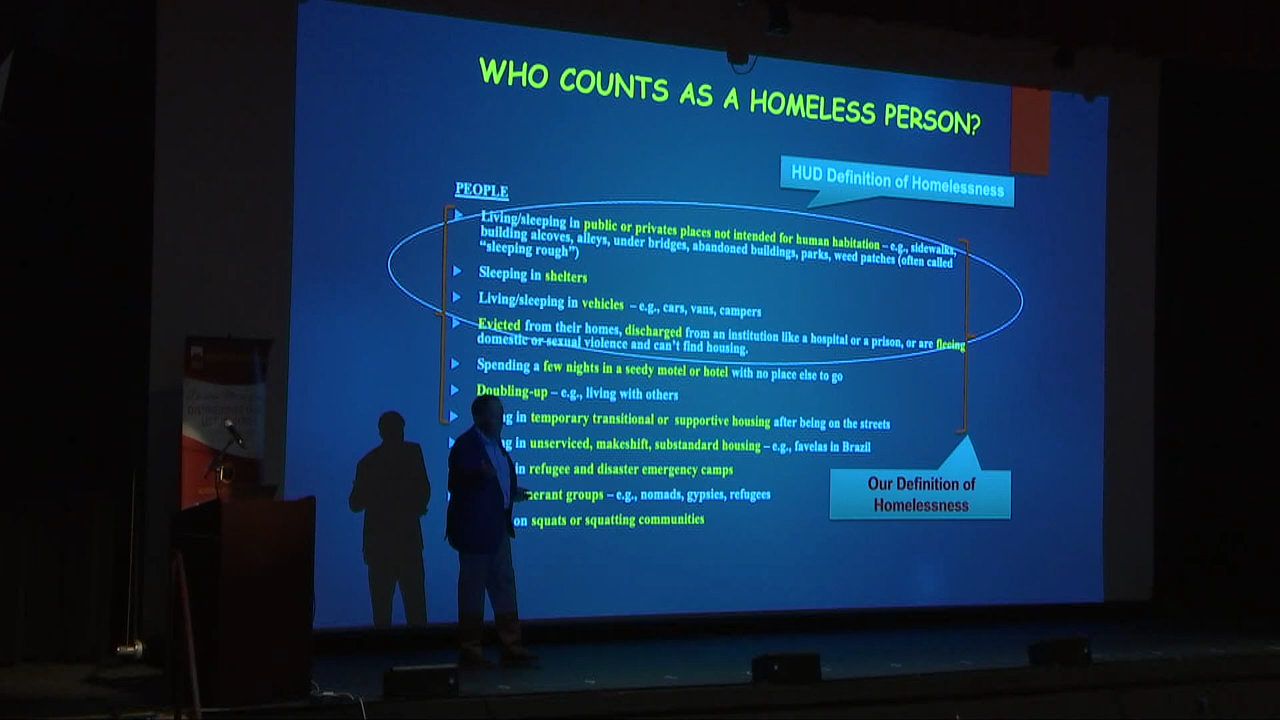 WHO COUNTS AS A HOMELESS PERSON?
HUD Definition of Homelessness
PEOPLE
Living/sleeping in public or privates places not intended for human habitation – e.g., sidewalks,
building alcoves, alleys, under bridges, abandoned buildings, parks, weed patches (often called
“sleeping rough”)
Sleeping in shelters
Living/sleeping in vehicles – e.g., cars, vans, campers
Evicted from their homes, discharged from an institution like a hospital or a prison, or are fleeing
domestic or sexual violence and can't find housing.
Spending a few nights in a seedy motel or hotel with no place else to go
Doubling-up – e.g., living with others
in temporary transitional or supportive housing after being on the streets
in unserviced, makeshift, substandard housing – e.g., favelas in Brazil
in refugee and disaster emergency camps
groups – e.g., nomads, gypsies, refugees
on squats or squatting communities
Our Definition of
Homelessness